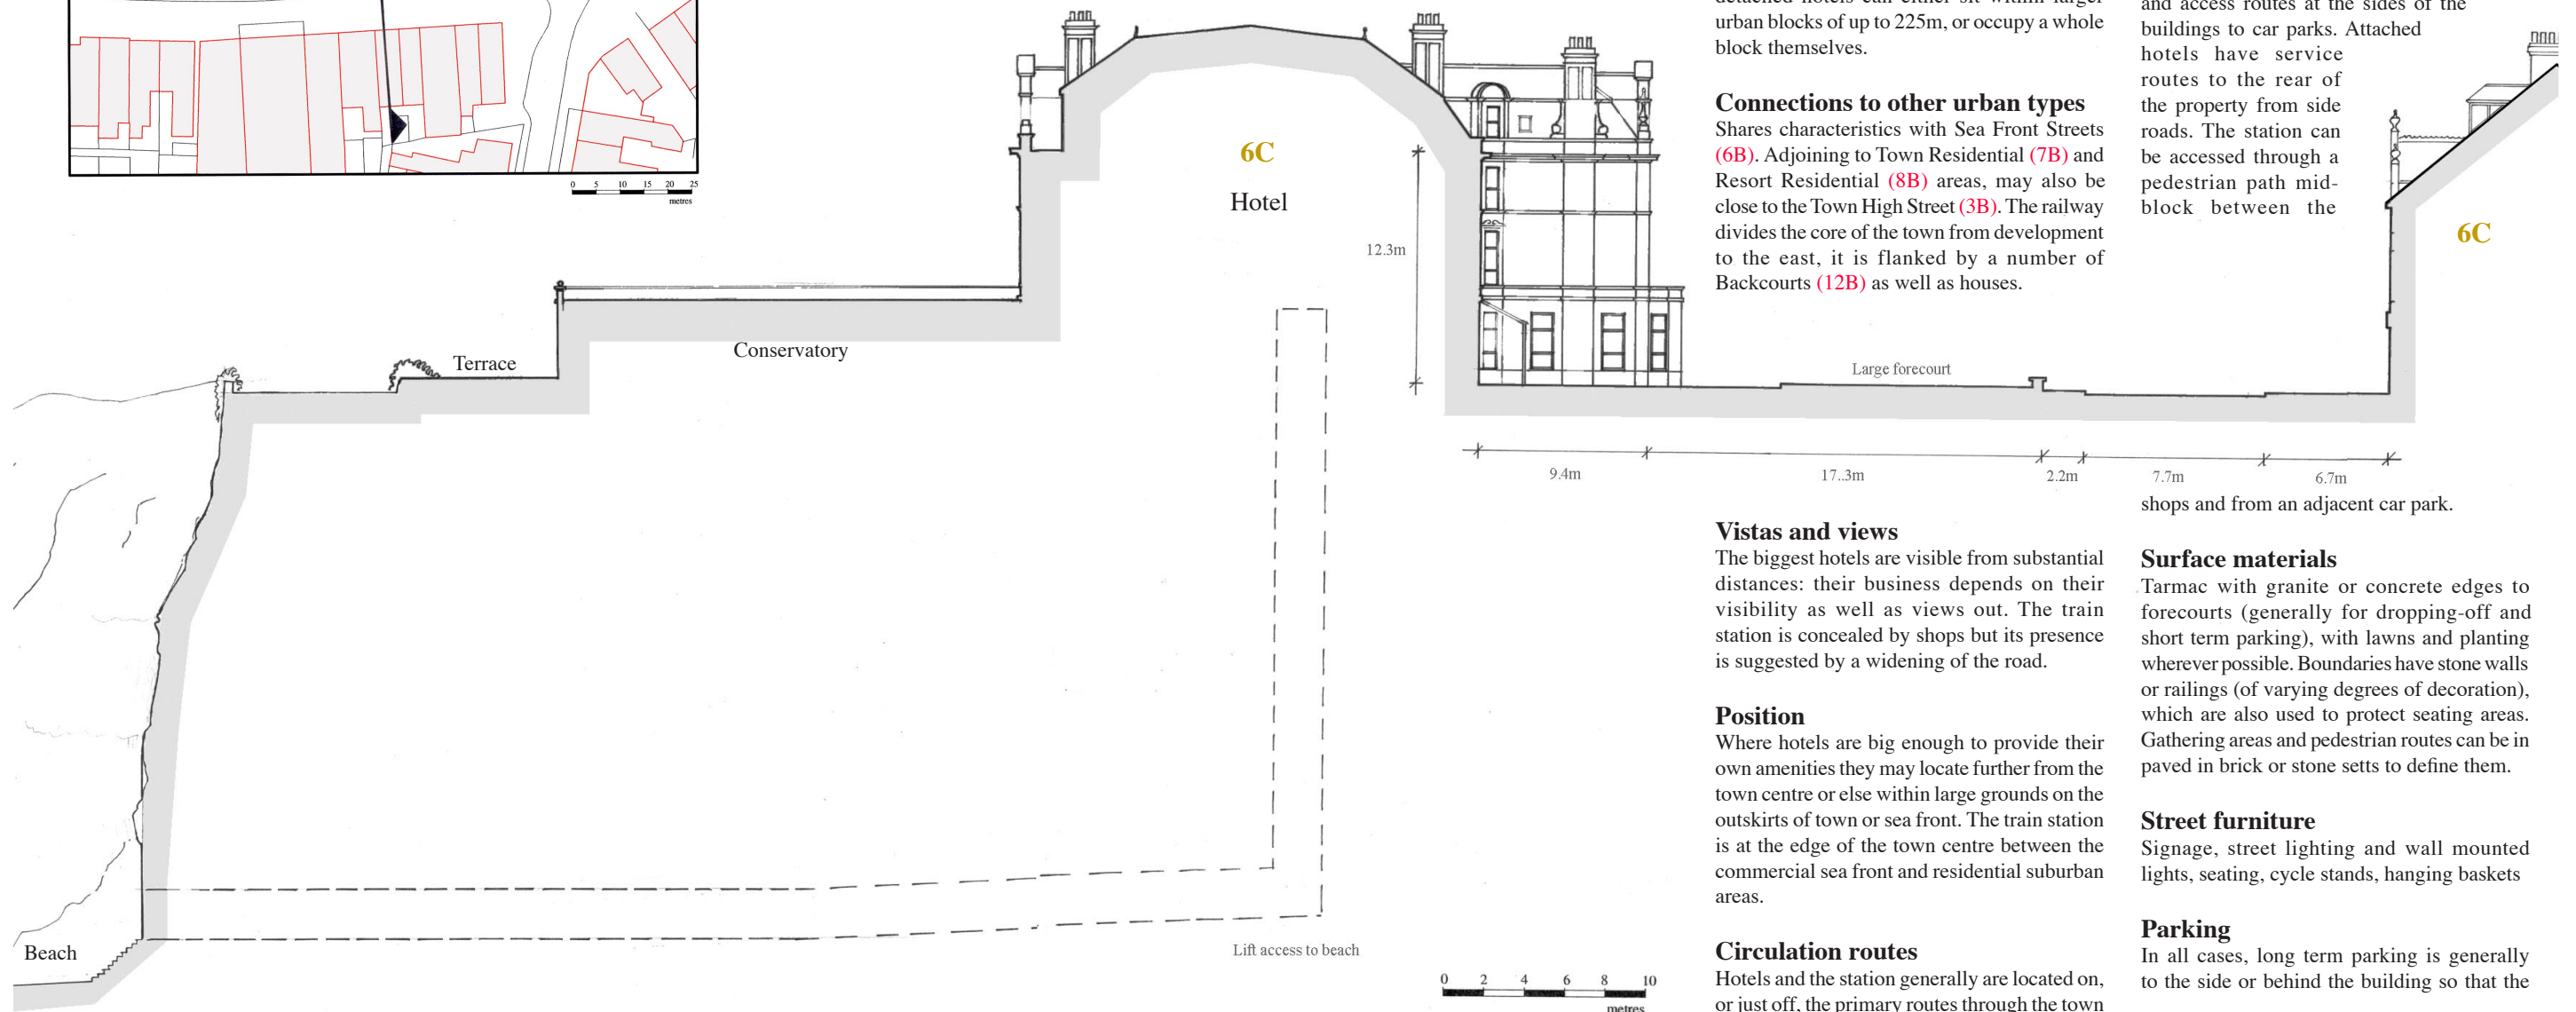 0 5 10 15 20 25
metres
6C
Hotel
12.3m
Conservatory
Terrace
Large forecourt
9.4m
17..3m
2.2m
7.7m
6.7m
6C
Beach
Lift access to beach
0 2 4 6 8 10
metres
detached hotels can either sit within larger
urban blocks of up to 225m, or occupy a whole
block themselves.
Connections to other urban types
Shares characteristics with Sea Front Streets
(6B). Adjoining to Town Residential (7B) and
Resort Residential (8B) areas, may also be
close to the Town High Street (3B). The railway
divides the core of the town from development
to the east, it is flanked by a number of
Backcourts (12B) as well as houses.
Vistas and views
The biggest hotels are visible from substantial
distances: their business depends on their
visibility as well as views out. The train
station is concealed by shops but its presence
is suggested by a widening of the road.
Position
Where hotels are big enough to provide their
own amenities they may locate further from the
town centre or else within large grounds on the
outskirts of town or sea front. The train station
is at the edge of the town centre between the
commercial sea front and residential suburban
areas.
Circulation routes
Hotels and the station generally are located on,
or just off, the primary routes through the town
and access routes at the sides of the
buildings to car parks. Attached
hotels have service
routes to the rear of
the property from side
roads. The station can
be accessed through a
pedestrian path mid-
block between the
shops and from an adjacent car park.
Surface materials
Tarmac with granite or concrete edges to
forecourts (generally for dropping-off and
short term parking), with lawns and planting
wherever possible. Boundaries have stone walls
or railings (of varying degrees of decoration),
which are also used to protect seating areas.
Gathering areas and pedestrian routes can be in
paved in brick or stone setts to define them.
Street furniture
Signage, street lighting and wall mounted
lights, seating, cycle stands, hanging baskets
Parking
In all cases, long term parking is generally
to the side or behind the building so that the